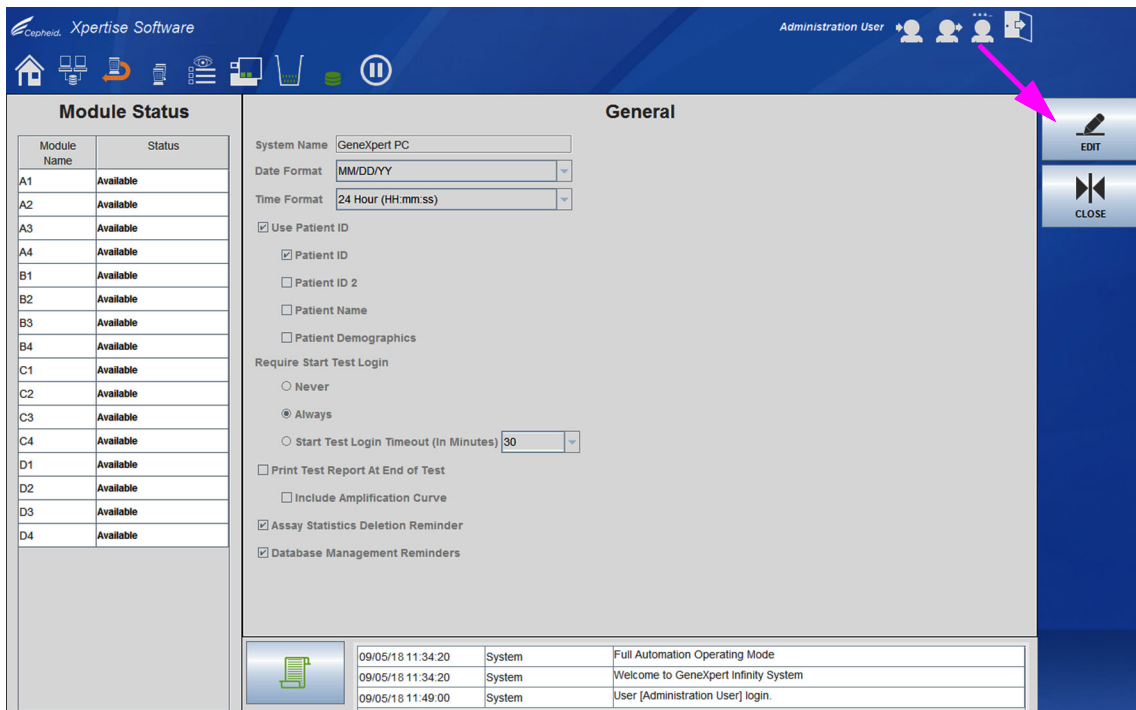 Cepheid. Xpertise Software
Administration User
Module Status
Module Name
Status
A1 Available
A2 Available
A3 Available
A4 Available
B1 Available
B2 Available
B3 Available
B4 Available
C1 Available
C2 Available
C3 Available
C4 Available
D1 Available
D2 Available
D3 Available
D4 Available
General
System Name GeneXpert PC
Date Format MM/DD/YY
Time Format 24 Hour (HH:mm:ss)
Use Patient ID
Patient ID
Patient ID 2
Patient Name
Patient Demographics
Require Start Test Login
Never
Always
Start Test Login Timeout (In Minutes) 30
Print Test Report At End of Test
Include Amplification Curve
Assay Statistics Deletion Reminder
Database Management Reminders
EDIT
CLOSE
09/05/18 11:34:20 System Full Automation Operating Mode
09/05/18 11:34:20 System Welcome to GeneXpert Infinity System
09/05/18 11:49:00 System User [Administration User] login.